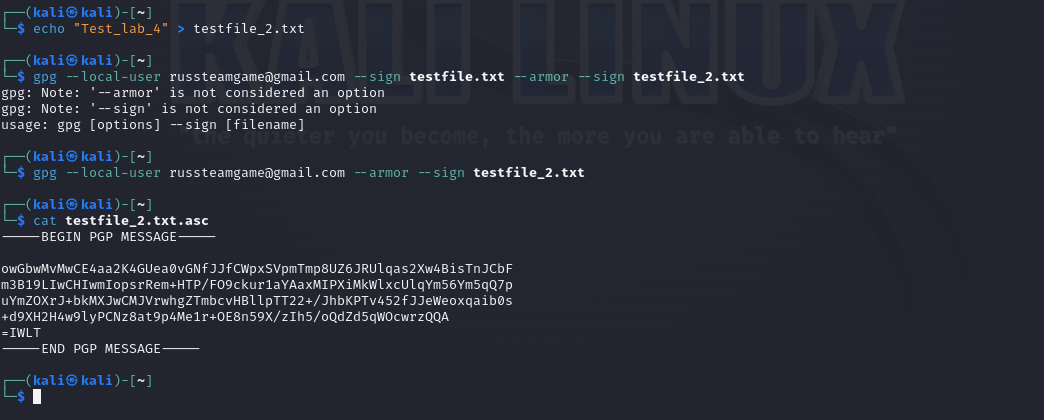 ┌──(kali㉿kali)-[~]
└─$ echo "Test_lab_4" > testfile_2.txt
┌──(kali㉿kali)-[~]
└─$ gpg --local-user russteamgame@gmail.com --sign testfile.txt --armor --sign testfile_2.txt
gpg: Note: '--armor' is not considered an option
gpg: Note: '--sign' is not considered an option
usage: gpg [options] --sign [filename]
┌──(kali㉿kali)-[~]
└─$ gpg --local-user russteamgame@gmail.com --armor --sign testfile_2.txt
┌──(kali㉿kali)-[~]
└─$ cat testfile_2.txt.asc
-----BEGIN PGP MESSAGE-----
owGbwMvMwCE4aa2K4GUea0vGNfJJfCWpxSVpmTmp8UZ6JRUlqas2Xw4BisTnJCbF
m3B19LIwCHIwmIopsrRem+HTP/FO9ckur1aYAaxMIPXiMkWlxcUlqYm56Ym5qQ7p
uYmZOXrJ+bkMXJwCMJVrwhgZTmbcvHBllpTT22+/JhbKPTv452fJJeWeoxqaib0s
+d9XH2H4w9lyPCNz8at9p4Me1r+OE8n59X/zIh5/oQdZd5qWOcwrzQQA
=IWLT
-----END PGP MESSAGE-----
┌──(kali㉿kali)-[~]
└─$
KALI LINUX
"the quieter you become, the more you are able to hear"